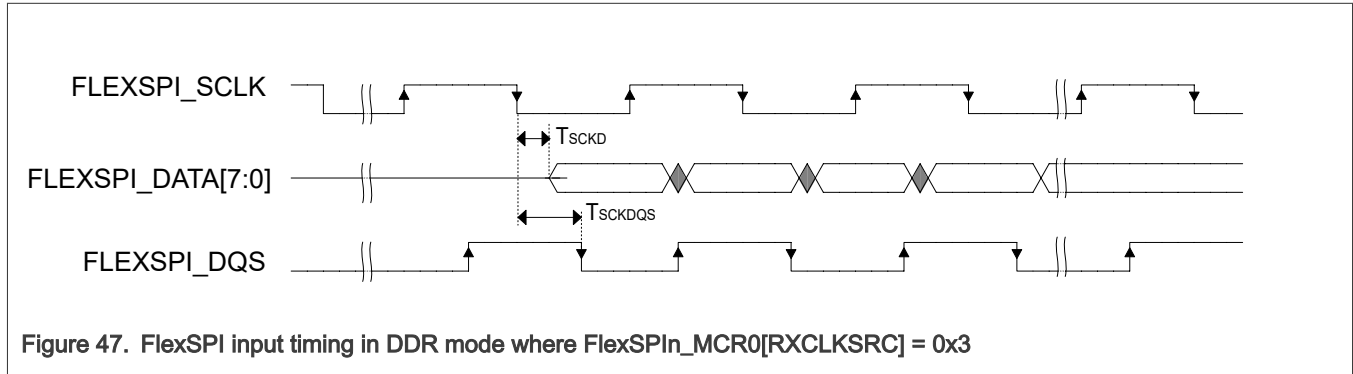 FLEXSPI_SCLK
TSCKD
FLEXSPI_DATA[7:0]
TSCKDQS
FLEXSPI_DQS
Figure 47. FlexSPI input timing in DDR mode where FlexSPIn_MCR0[RXCLKSRC] = 0x3